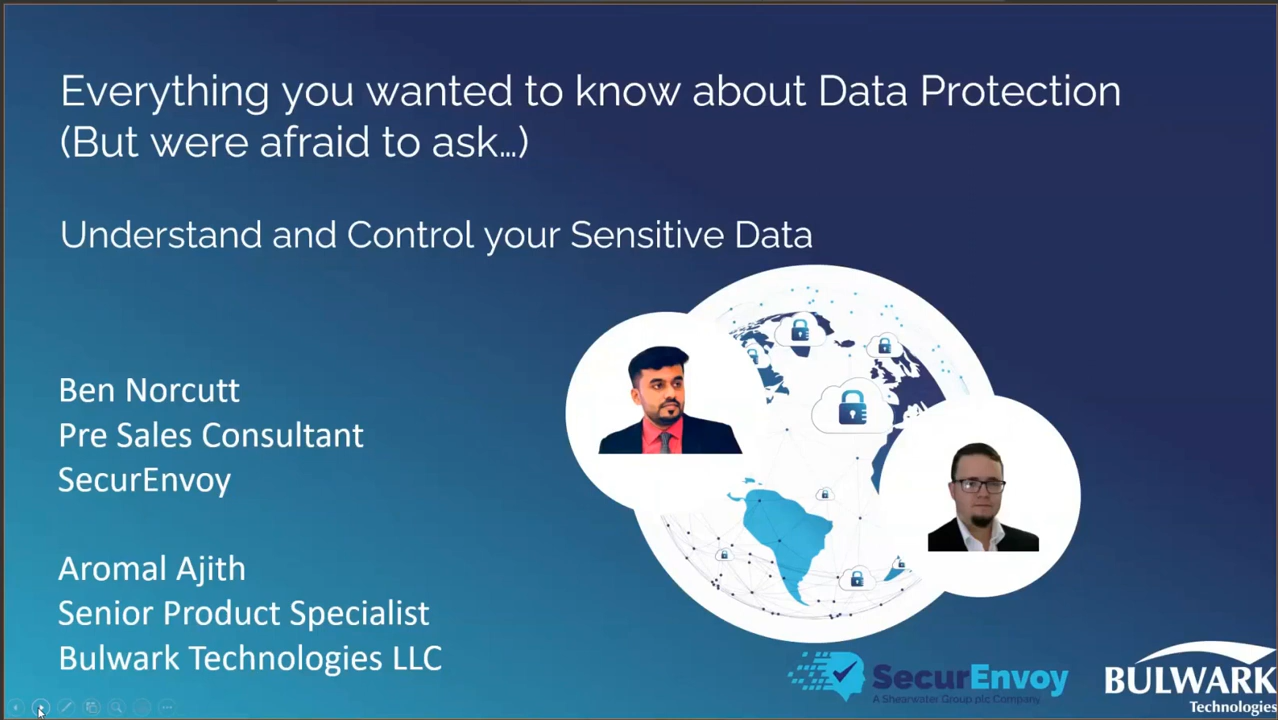 Everything you wanted to know about Data Protection
(But were afraid to ask…)
Understand and Control your Sensitive Data
Ben Norcutt
Pre Sales Consultant
SecurEnvoy
Aromal Ajith
Senior Product Specialist
Bulwark Technologies LLC
SecurEnvoy
A Shearwater Group plc Company
BULWARK
Technologies